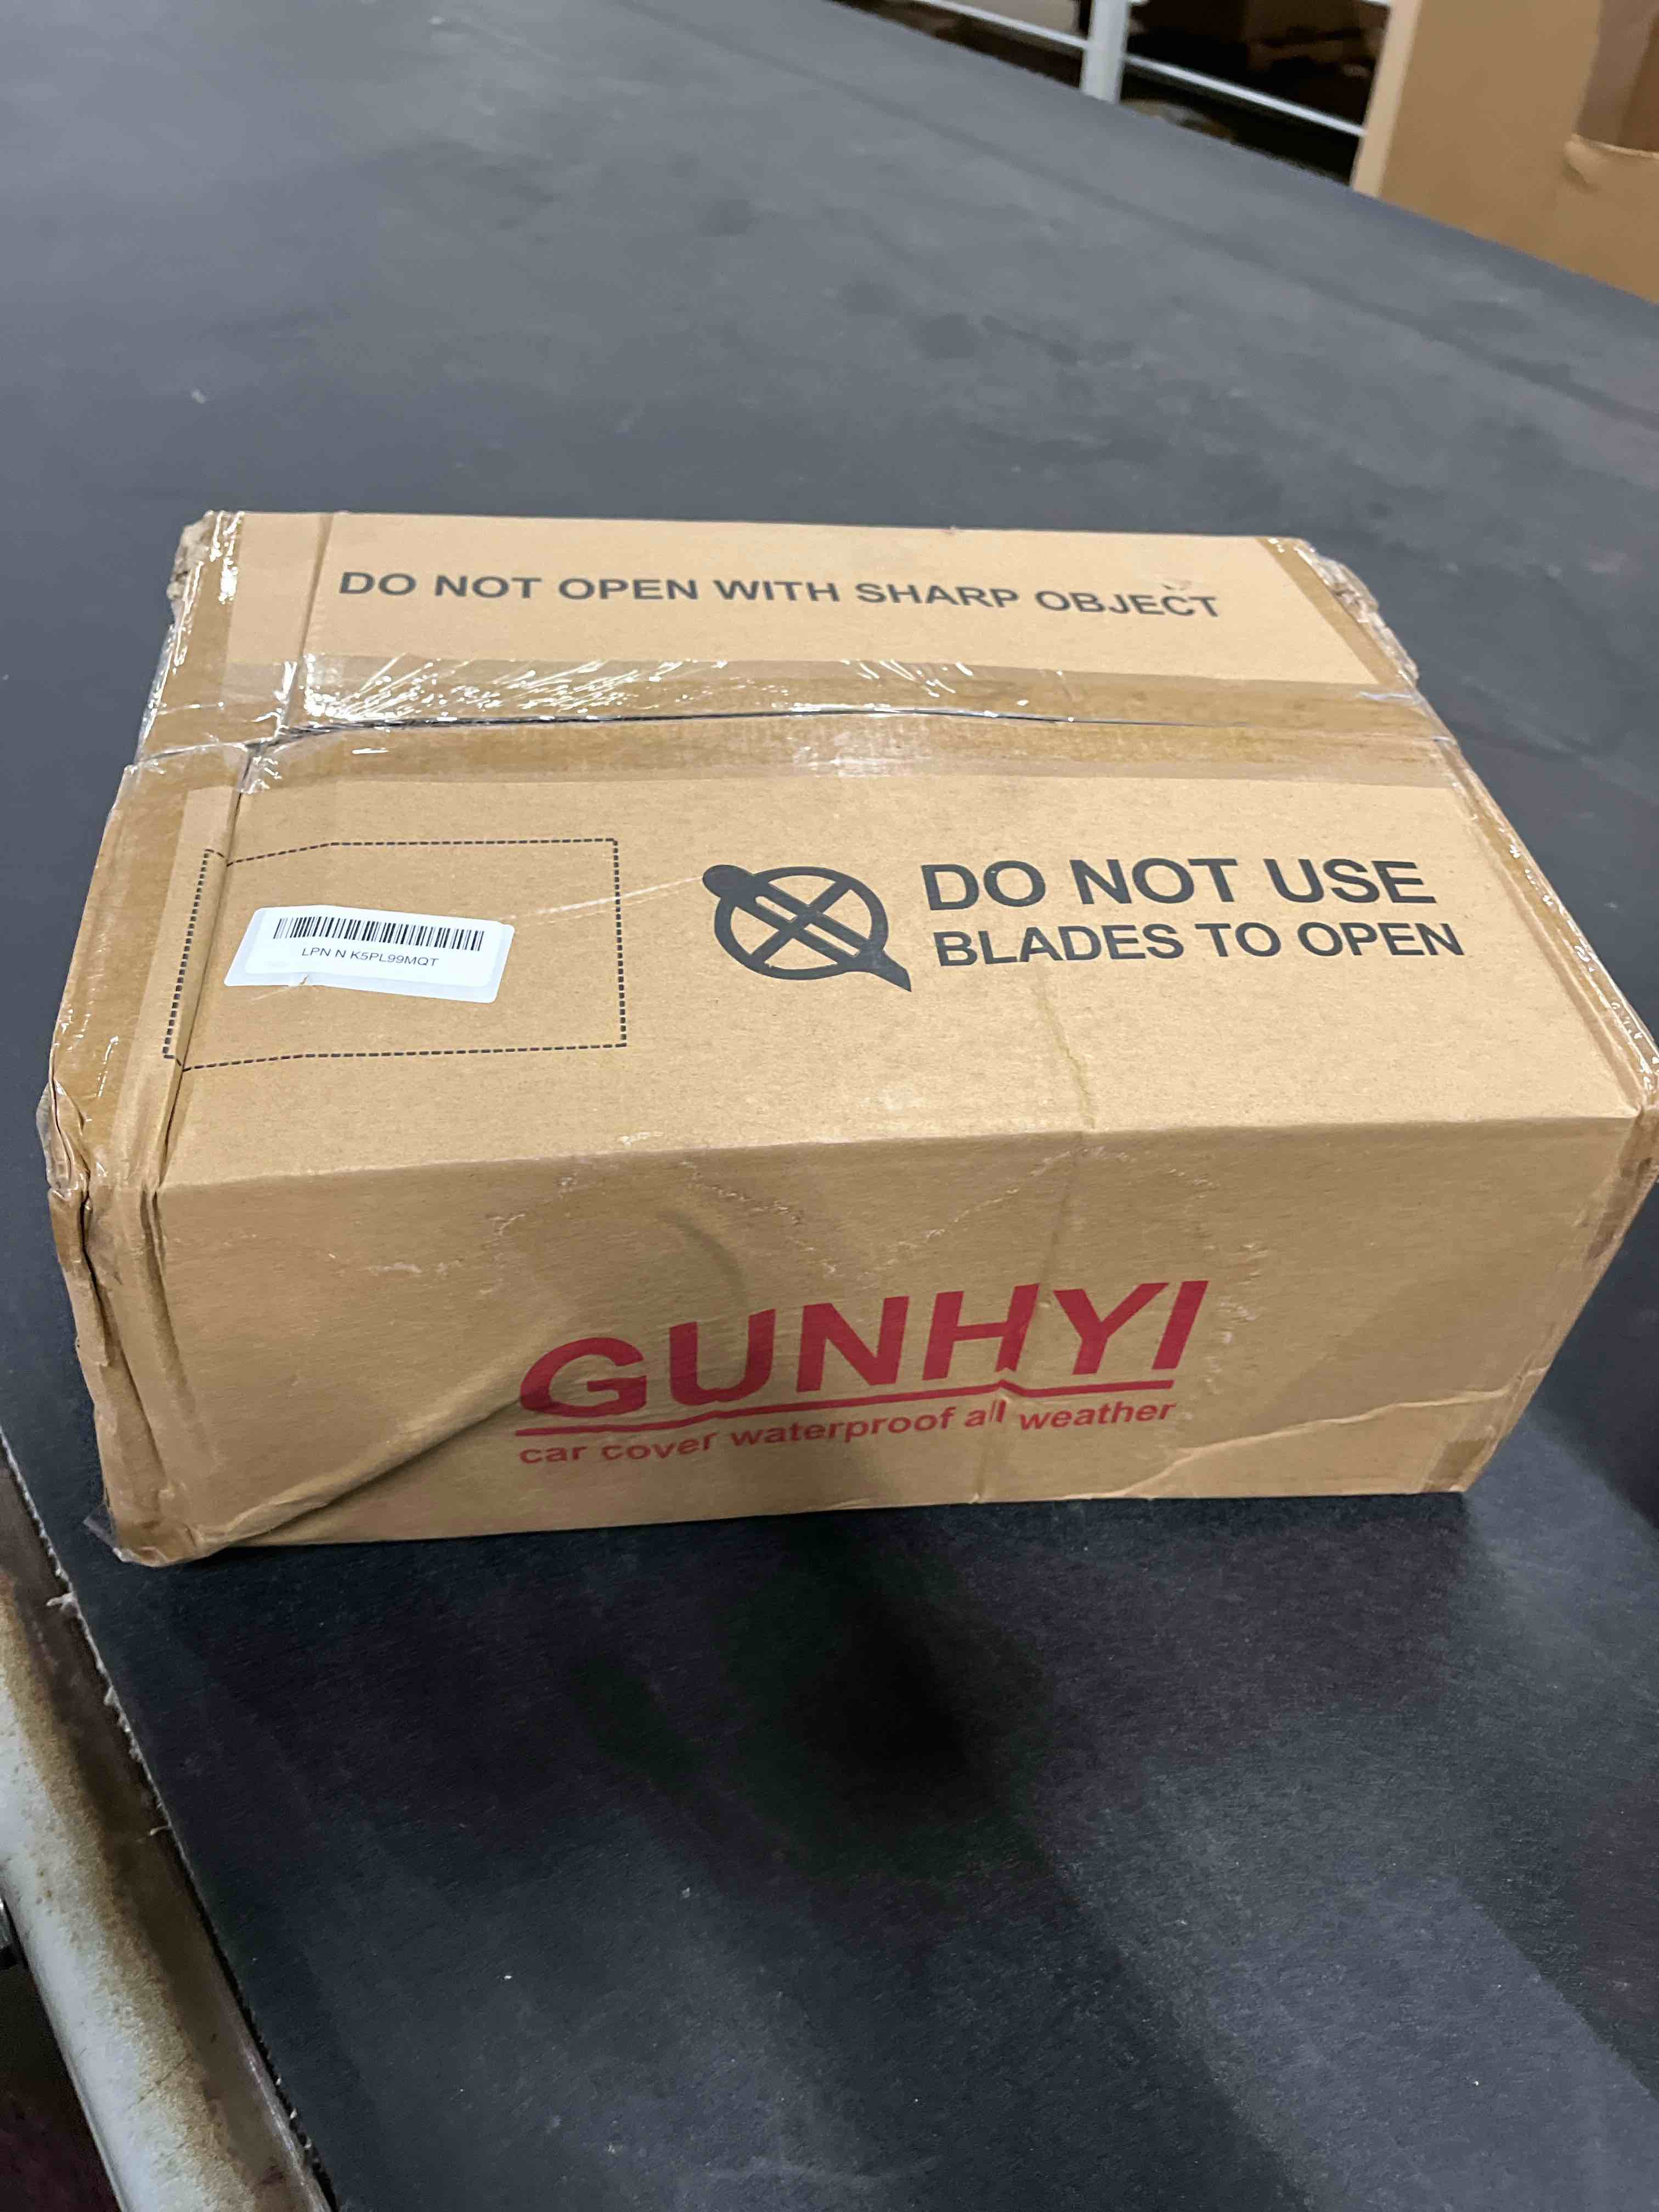 DO NOT OPEN WITH SHARP OBJECT
DO NOT USE
BLADES TO OPEN
LPN N K5PL99MQT
GUNHYI
car cover waterproof all weather